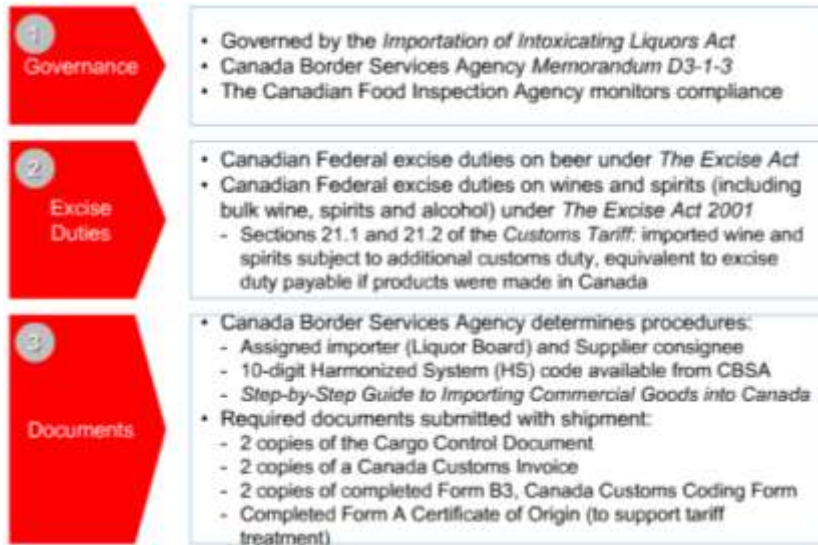 1
Governance
• Governed by the Importation of Intoxicating Liquors Act
• Canada Border Services Agency Memorandum D3-1-3
• The Canadian Food Inspection Agency monitors compliance
2
Excise
Duties
• Canadian Federal excise duties on beer under The Excise Act
• Canadian Federal excise duties on wines and spirits (including
bulk wine, spirits and alcohol) under The Excise Act 2001
- Sections 21.1 and 21.2 of the Customs Tariff: imported wine and
spirits subject to additional customs duty, equivalent to excise
duty payable if products were made in Canada
3
Documents
• Canada Border Services Agency determines procedures:
- Assigned importer (Liquor Board) and Supplier consignee
- 10-digit Harmonized System (HS) code available from CBSA
- Step-by-Step Guide to Importing Commercial Goods into Canada
• Required documents submitted with shipment:
- 2 copies of the Cargo Control Document
- 2 copies of a Canada Customs Invoice
- 2 copies of completed Form B3, Canada Customs Coding Form
- Completed Form A Certificate of Origin (to support tariff
treatment)